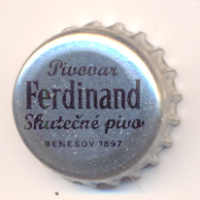 Pivovar
Ferdinand
Skutečné pivo
BENEŠOV 1897